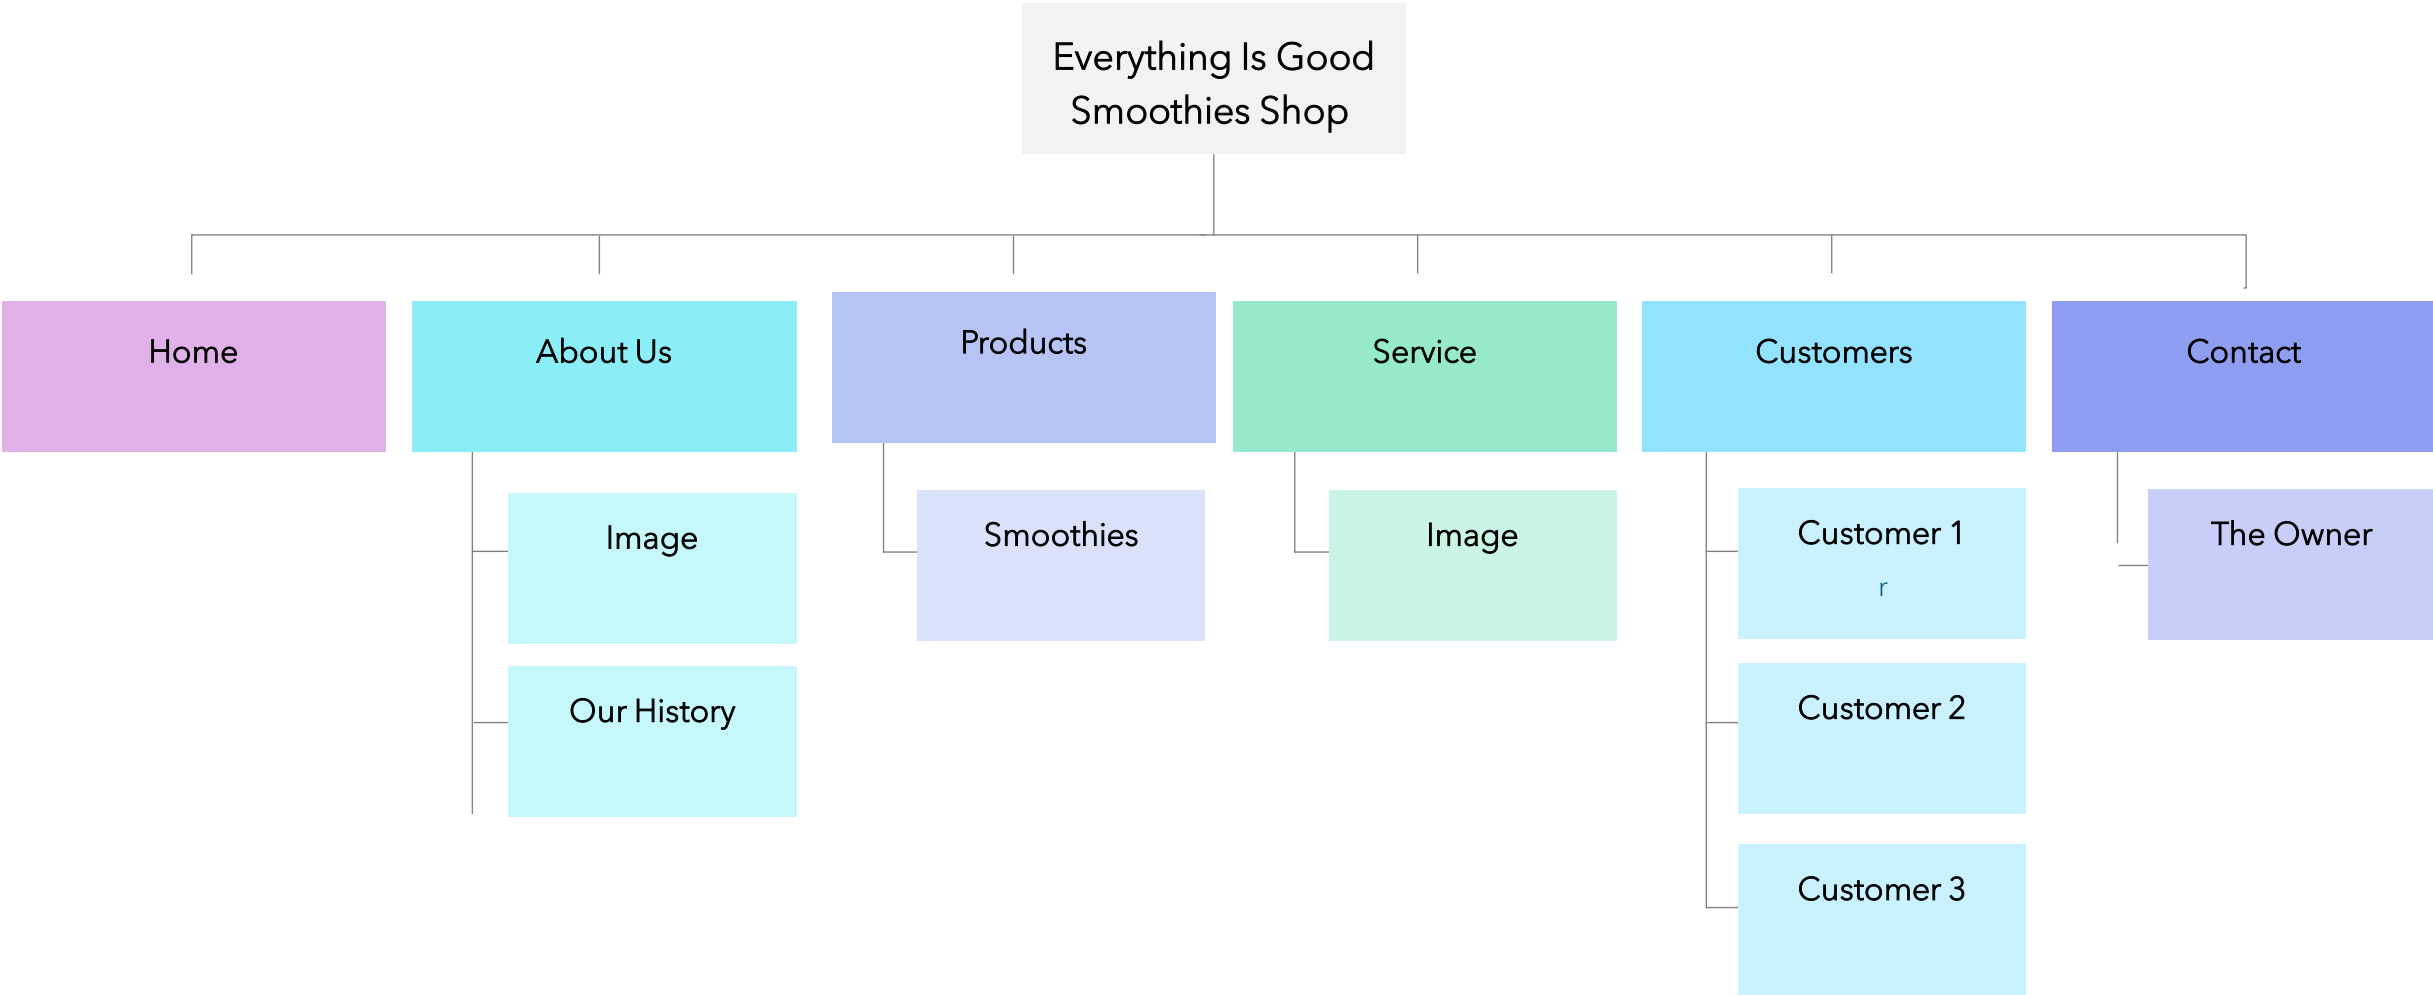 Everything Is Good
Smoothies Shop
Home
About Us
Products
Service
Customers
Contact
Image
Our History
Smoothies
Image
Customer 1
r
Customer 2
Customer 3
The Owner